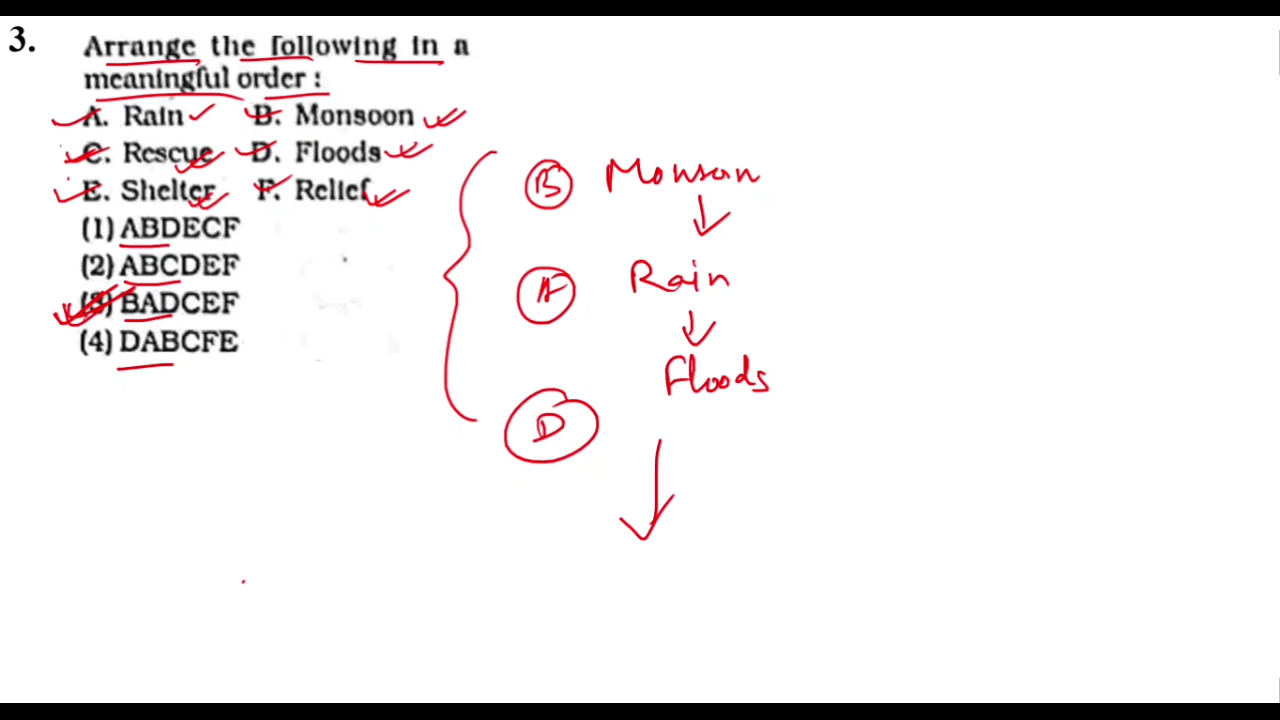 3.
Arrange the following in a
meaningful order :
A. Rain B. Monsoon
C. Rescue D. Floods
E. Shelter F. Relief
(1) ABDECF
(2) ABCDEF
(3) BADCEF
(4) DABCFE
B Monsoon
A Rain
Floods
D